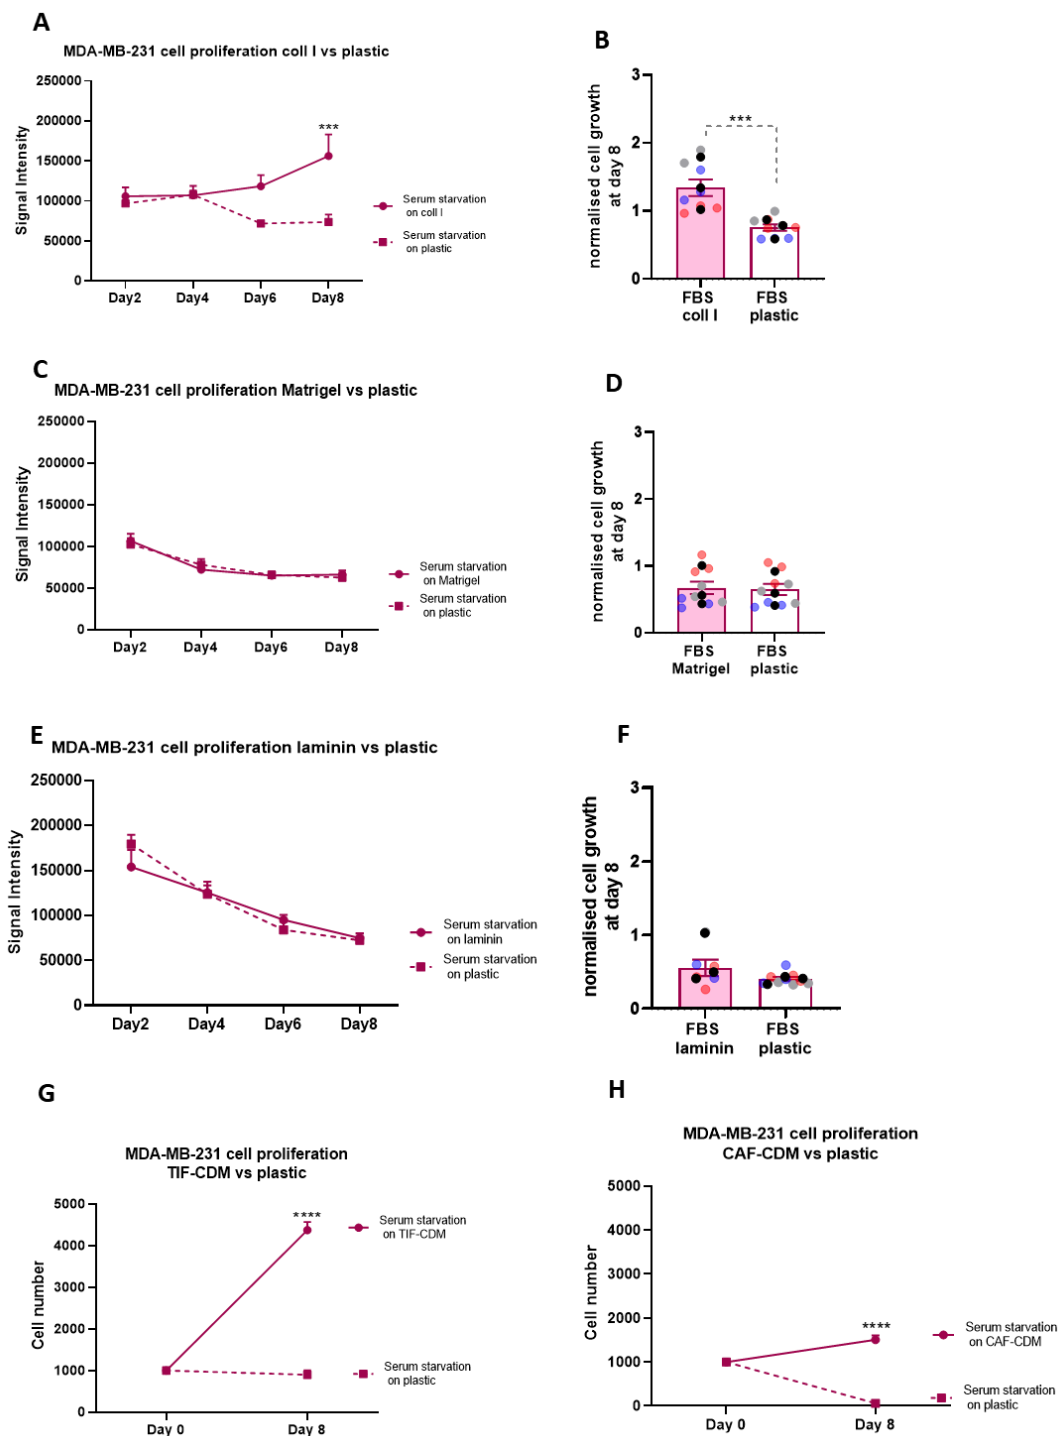 A
MDA-MB-231 cell proliferation coll I vs plastic
Signal Intensity
250000
200000
150000
100000
50000
0
***
Day2 Day4 Day6 Day8
Serum starvation
on coll I
Serum starvation
on plastic
B
normalised cell growth
at day 8
3
2
1
0
***
FBS FBS
coll I plastic
C
MDA-MB-231 cell proliferation Matrigel vs plastic
Signal Intensity
250000
200000
150000
100000
50000
0
Day2 Day4 Day6 Day8
Serum starvation
on Matrigel
Serum starvation
on plastic
D
normalised cell growth
at day 8
3
2
1
0
FBS FBS
Matrigel plastic
E
MDA-MB-231 cell proliferation laminin vs plastic
Signal Intensity
250000
200000
150000
100000
50000
0
Day2 Day4 Day6 Day8
Serum starvation
on laminin
Serum starvation
on plastic
F
normalised cell growth
at day 8
3
2
1
0
FBS FBS
laminin plastic
G
MDA-MB-231 cell proliferation
TIF-CDM vs plastic
Cell number
5000
4000
3000
2000
1000
0
****
Day 0 Day 8
Serum starvation
on TIF-CDM
Serum starvation
on plastic
H
MDA-MB-231 cell proliferation
CAF-CDM vs plastic
Cell number
5000
4000
3000
2000
1000
0
****
Day 0 Day 8
Serum starvation
on CAF-CDM
Serum starvation
on plastic